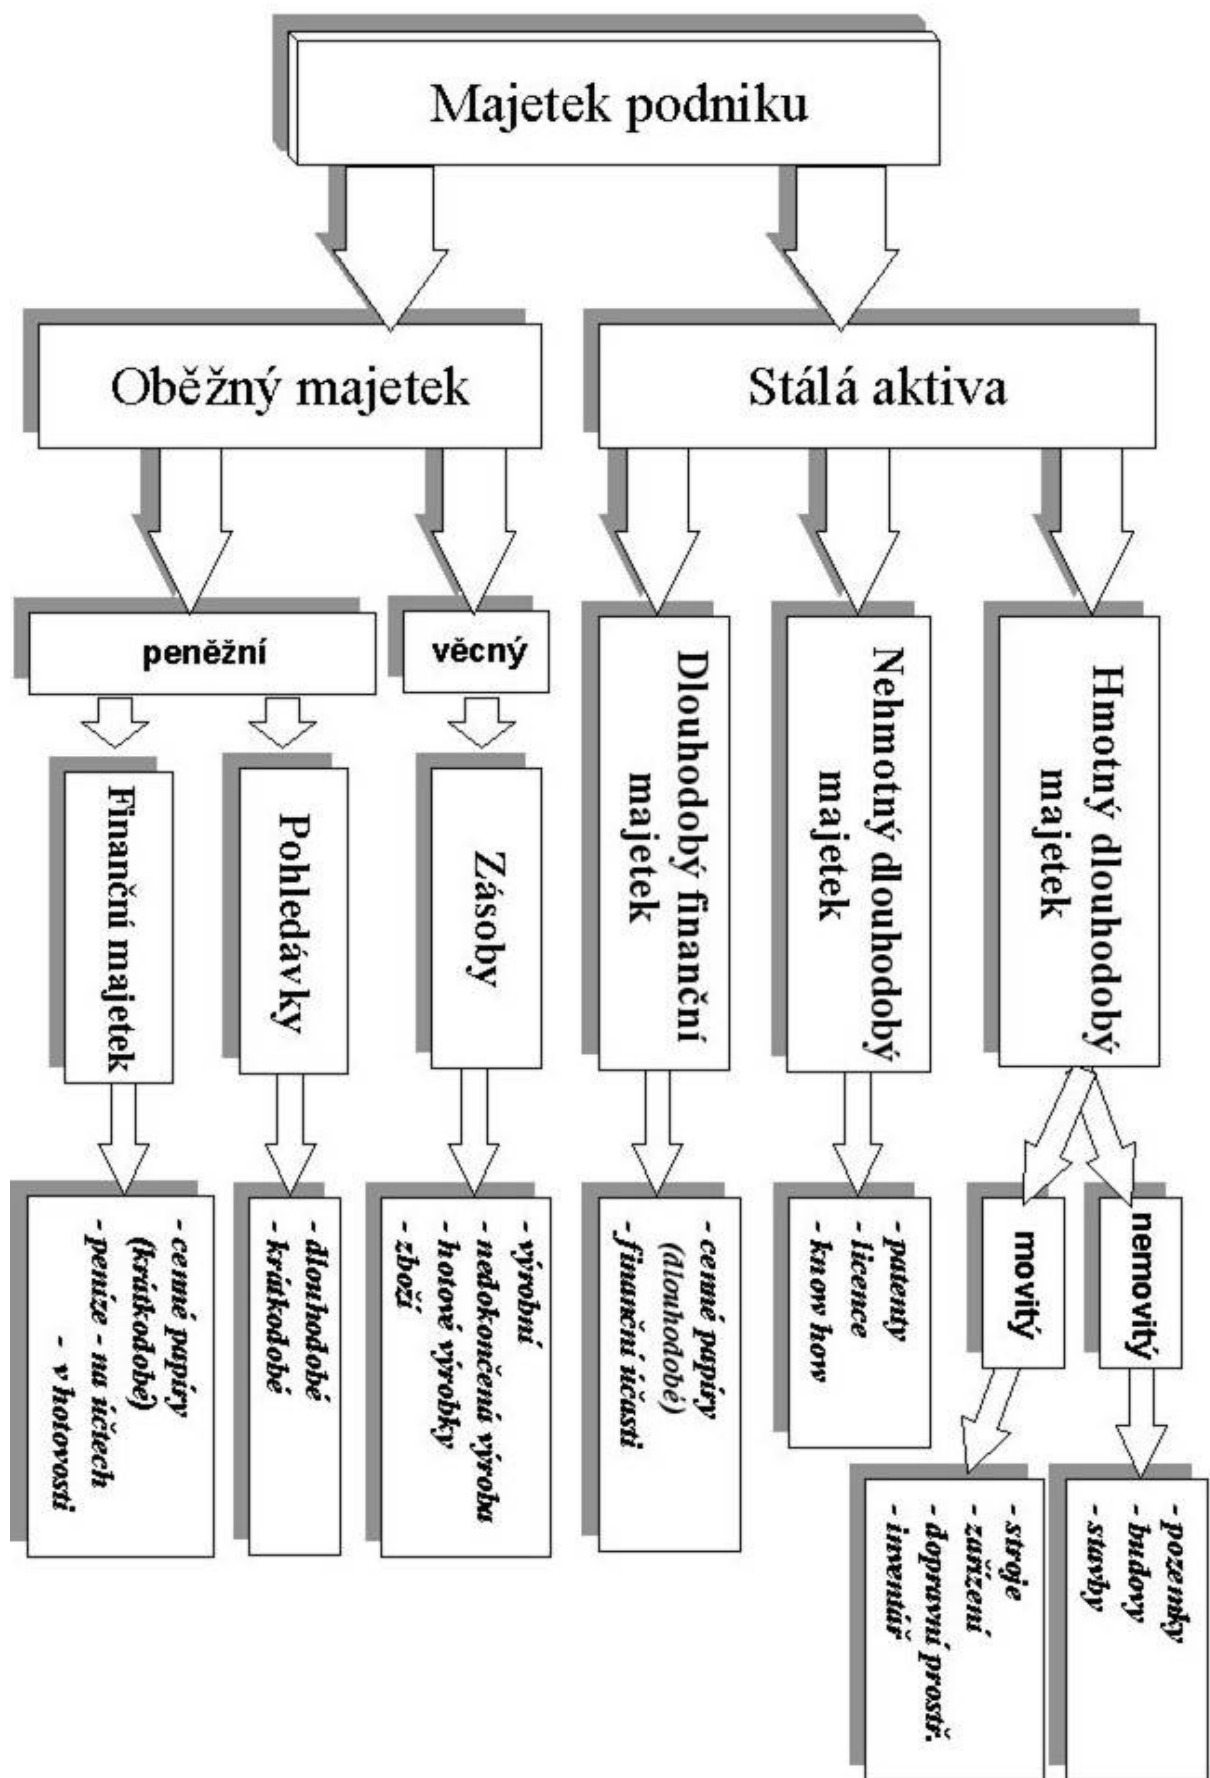 Majetek podniku
Oběžný majetek
Stálá aktiva
peněžní
věcný
Finanční majetek
Pohledávky
Zásoby
Dlouhodobý finanční
majetek
Nehmotný dlouhodobý
majetek
Hmotný dlouhodobý
majetek
- cenné papíry
(krátkodobé)
- peníze - na účtech
- v hotovosti
- dlouhodobé
- krátkodobé
- výrobní
- nedokončená výroba
- hotové výrobky
- zboží
- cenné papíry
(dlouhodobé)
- finanční účasti
- patenty
- licence
- know how
movitý
nemovitý
- stroje
- zařízení
- dopravní prostř.
- inventář
- pozemky
- budovy
- stavby